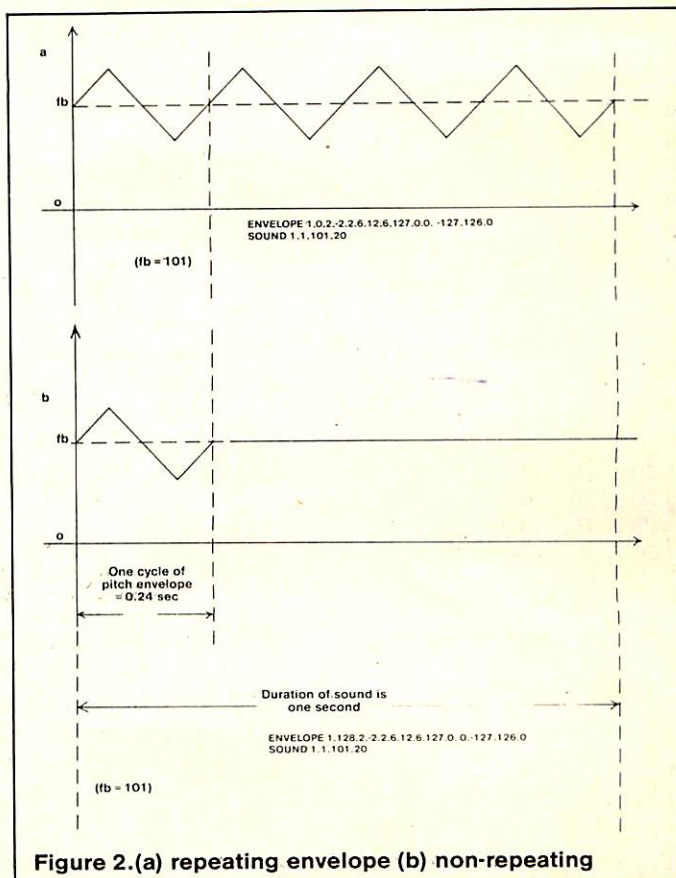 a
fb
o
ENVELOPE 1,0,2,-2,2,6,12,6,127,0,0, -127,126,0
SOUND 1,1,101,20
(fb = 101)
b
fb
o
One cycle of
pitch envelope
= 0.24 sec
Duration of sound is
one second
ENVELOPE 1,128,2,-2,2,6,12,6,127,0, 0,-127,126,0
SOUND 1,1,101,20
(fb = 101)
Figure 2.(a) repeating envelope (b) non-repeating